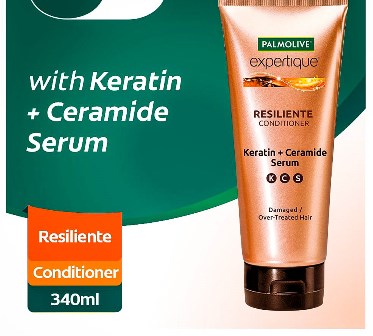 with Keratin
+ Ceramide
Serum
Resiliente
Conditioner
340ml
PALMOLIVE
expertique
RESILIENTE
CONDITIONER
Keratin + Ceramide
Serum
K C S
Damaged /
Over-Treated Hair